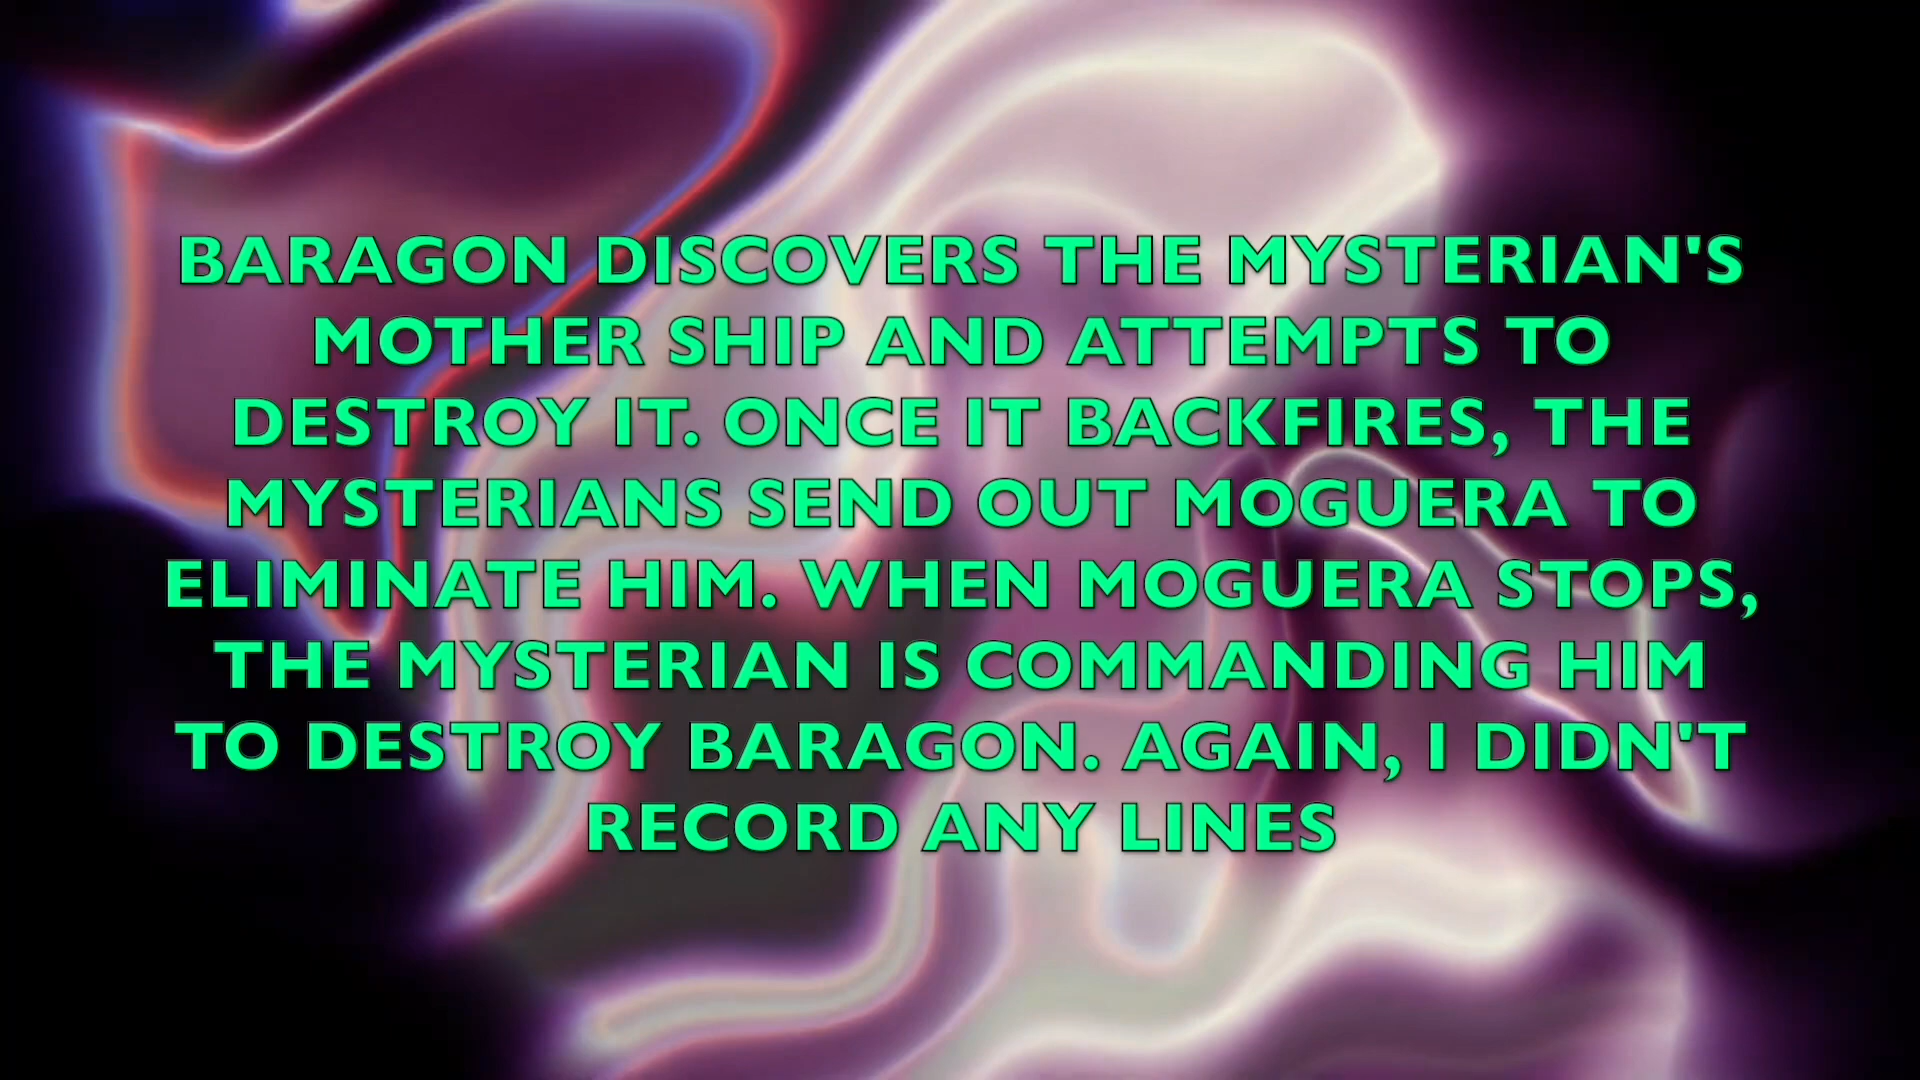 BARAGON DISCOVERS THE MYSTERIAN'S
MOTHER SHIP AND ATTEMPTS TO
DESTROY IT. ONCE IT BACKFIRES, THE
MYSTERIANS SEND OUT MOGUERA TO
ELIMINATE HIM. WHEN MOGUERA STOPS,
THE MYSTERIAN IS COMMANDING HIM
TO DESTROY BARAGON. AGAIN, I DIDN'T
RECORD ANY LINES